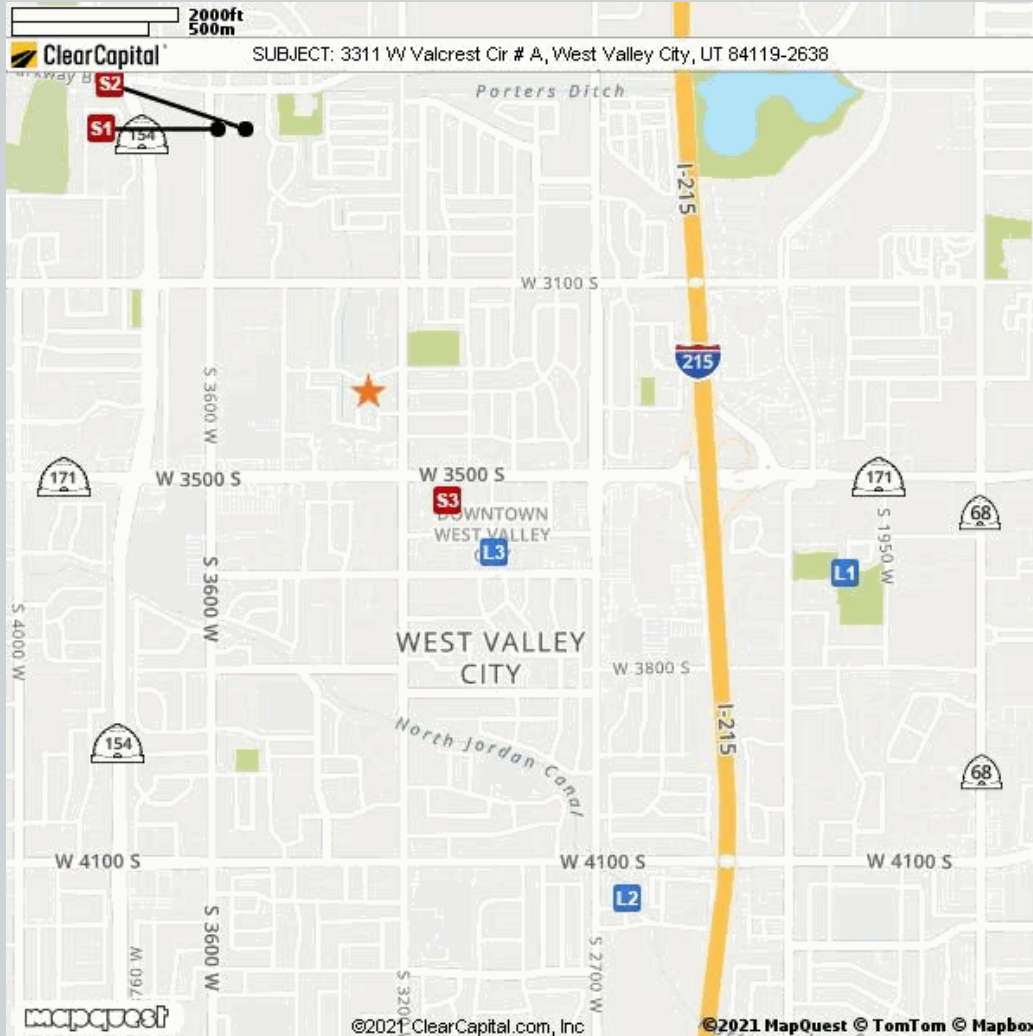 2000ft
500m
ClearCapital
SUBJECT: 3311 W Valcrest Cir # A, West Valley City, UT 84119-2638
S2
Porters Ditch
S1
154
I-215
W 3100 S
215
S 3600 W
171
W 3500 S
W 3500 S
171
S3
68
DOWNTOWN
WEST VALLEY
L3
S 1950 W
L1
S 3600 W
S 4000 W
WEST VALLEY
CITY
W 3800 S
I-215
154
North Jordan Canal
68
W 4100 S
W 4100 S
W 4100 S
L2
S 3600 W
S 2700 W
mapquest
©2021 ClearCapital.com, Inc
©2021 MapQuest © TomTom © Mapbo